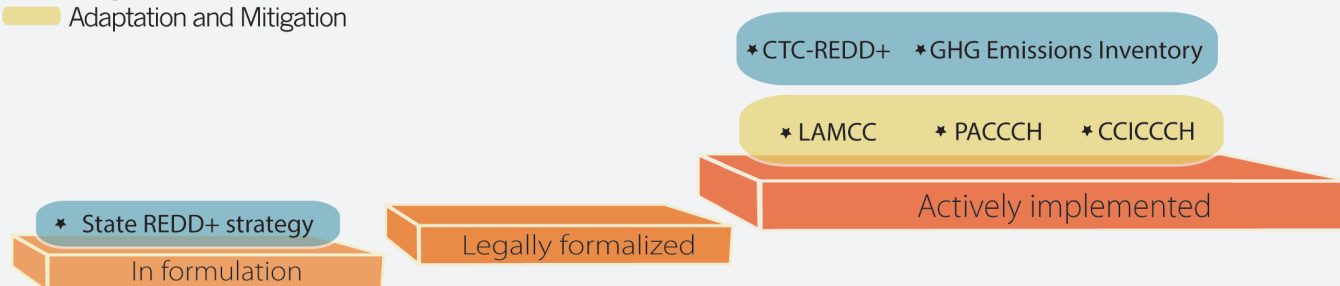 Adaptation and Mitigation
★ CTC-REDD+ ★ GHG Emissions Inventory
★ LAMCC ★ PACCCH ★ CCICCCH
Actively implemented
★ State REDD+ strategy
Legally formalized
In formulation